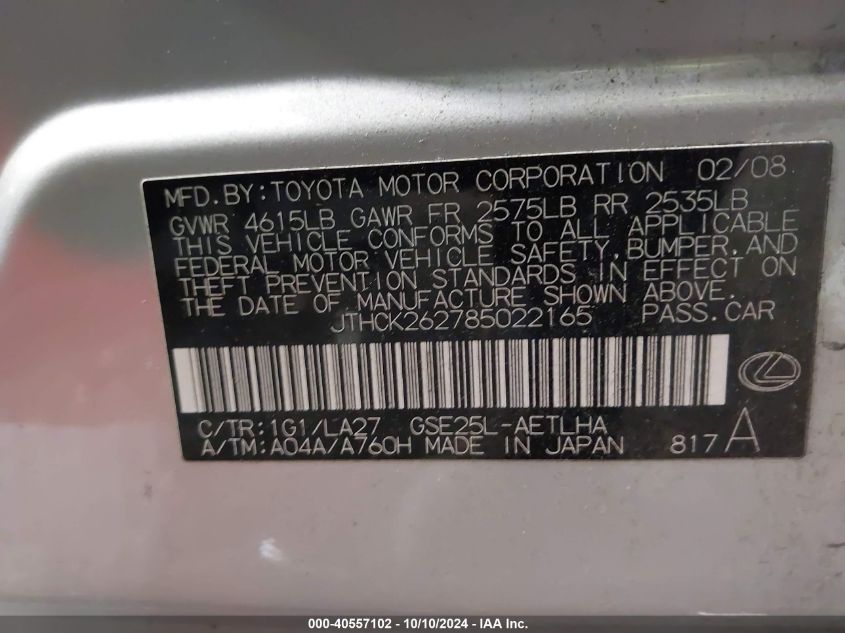 MFD.BY:TOYOTA MOTOR CORPORATION 02/08
GVWR 4615LB GAWR FR 2575LB RR 2535LB
THIS VEHICLE CONFORMS TO ALL APPLICABLE
FEDERAL MOTOR VEHICLE SAFETY,BUMPER,AND
THEFT PREVENTION STANDARDS IN EFFECT ON
THE DATE OF MANUFACTURE SHOWN ABOVE.
JTHCK262785022165 PASS.CAR
C/TR:1G1/LA27 GSE25L-AETLHA
A/TM:A04A/A760H MADE IN JAPAN 817A
000-40557102 - 10/10/2024 - IAA Inc.